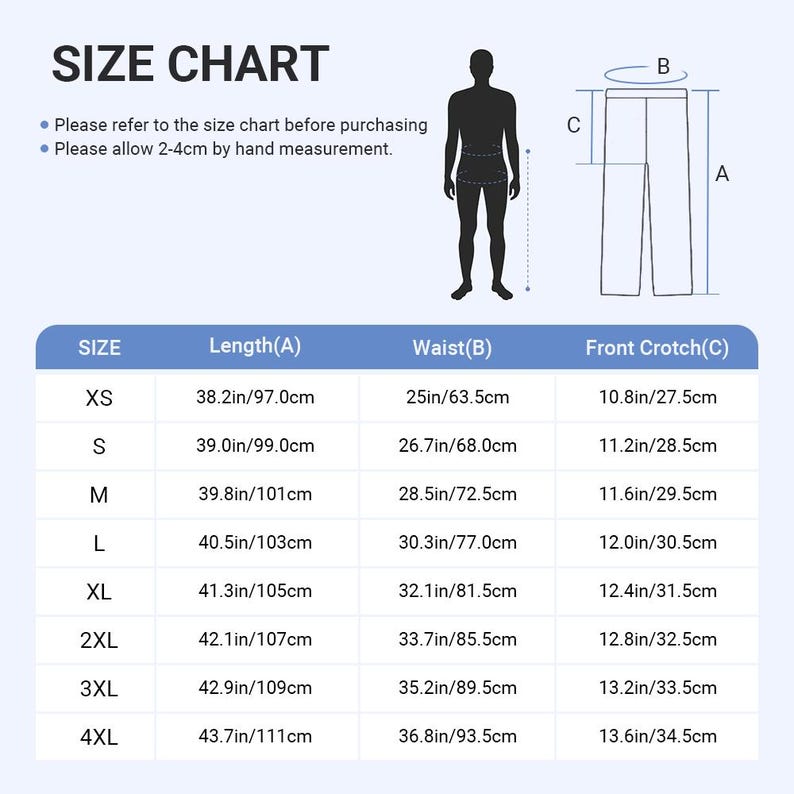 SIZE CHART
Please refer to the size chart before purchasing
Please allow 2-4cm by hand measurement.
B
C
A
SIZE Length(A) Waist(B) Front Crotch(C)
XS 38.2in/97.0cm 25in/63.5cm 10.8in/27.5cm
S 39.0in/99.0cm 26.7in/68.0cm 11.2in/28.5cm
M 39.8in/101cm 28.5in/72.5cm 11.6in/29.5cm
L 40.5in/103cm 30.3in/77.0cm 12.0in/30.5cm
XL 41.3in/105cm 32.1in/81.5cm 12.4in/31.5cm
2XL 42.1in/107cm 33.7in/85.5cm 12.8in/32.5cm
3XL 42.9in/109cm 35.2in/89.5cm 13.2in/33.5cm
4XL 43.7in/111cm 36.8in/93.5cm 13.6in/34.5cm